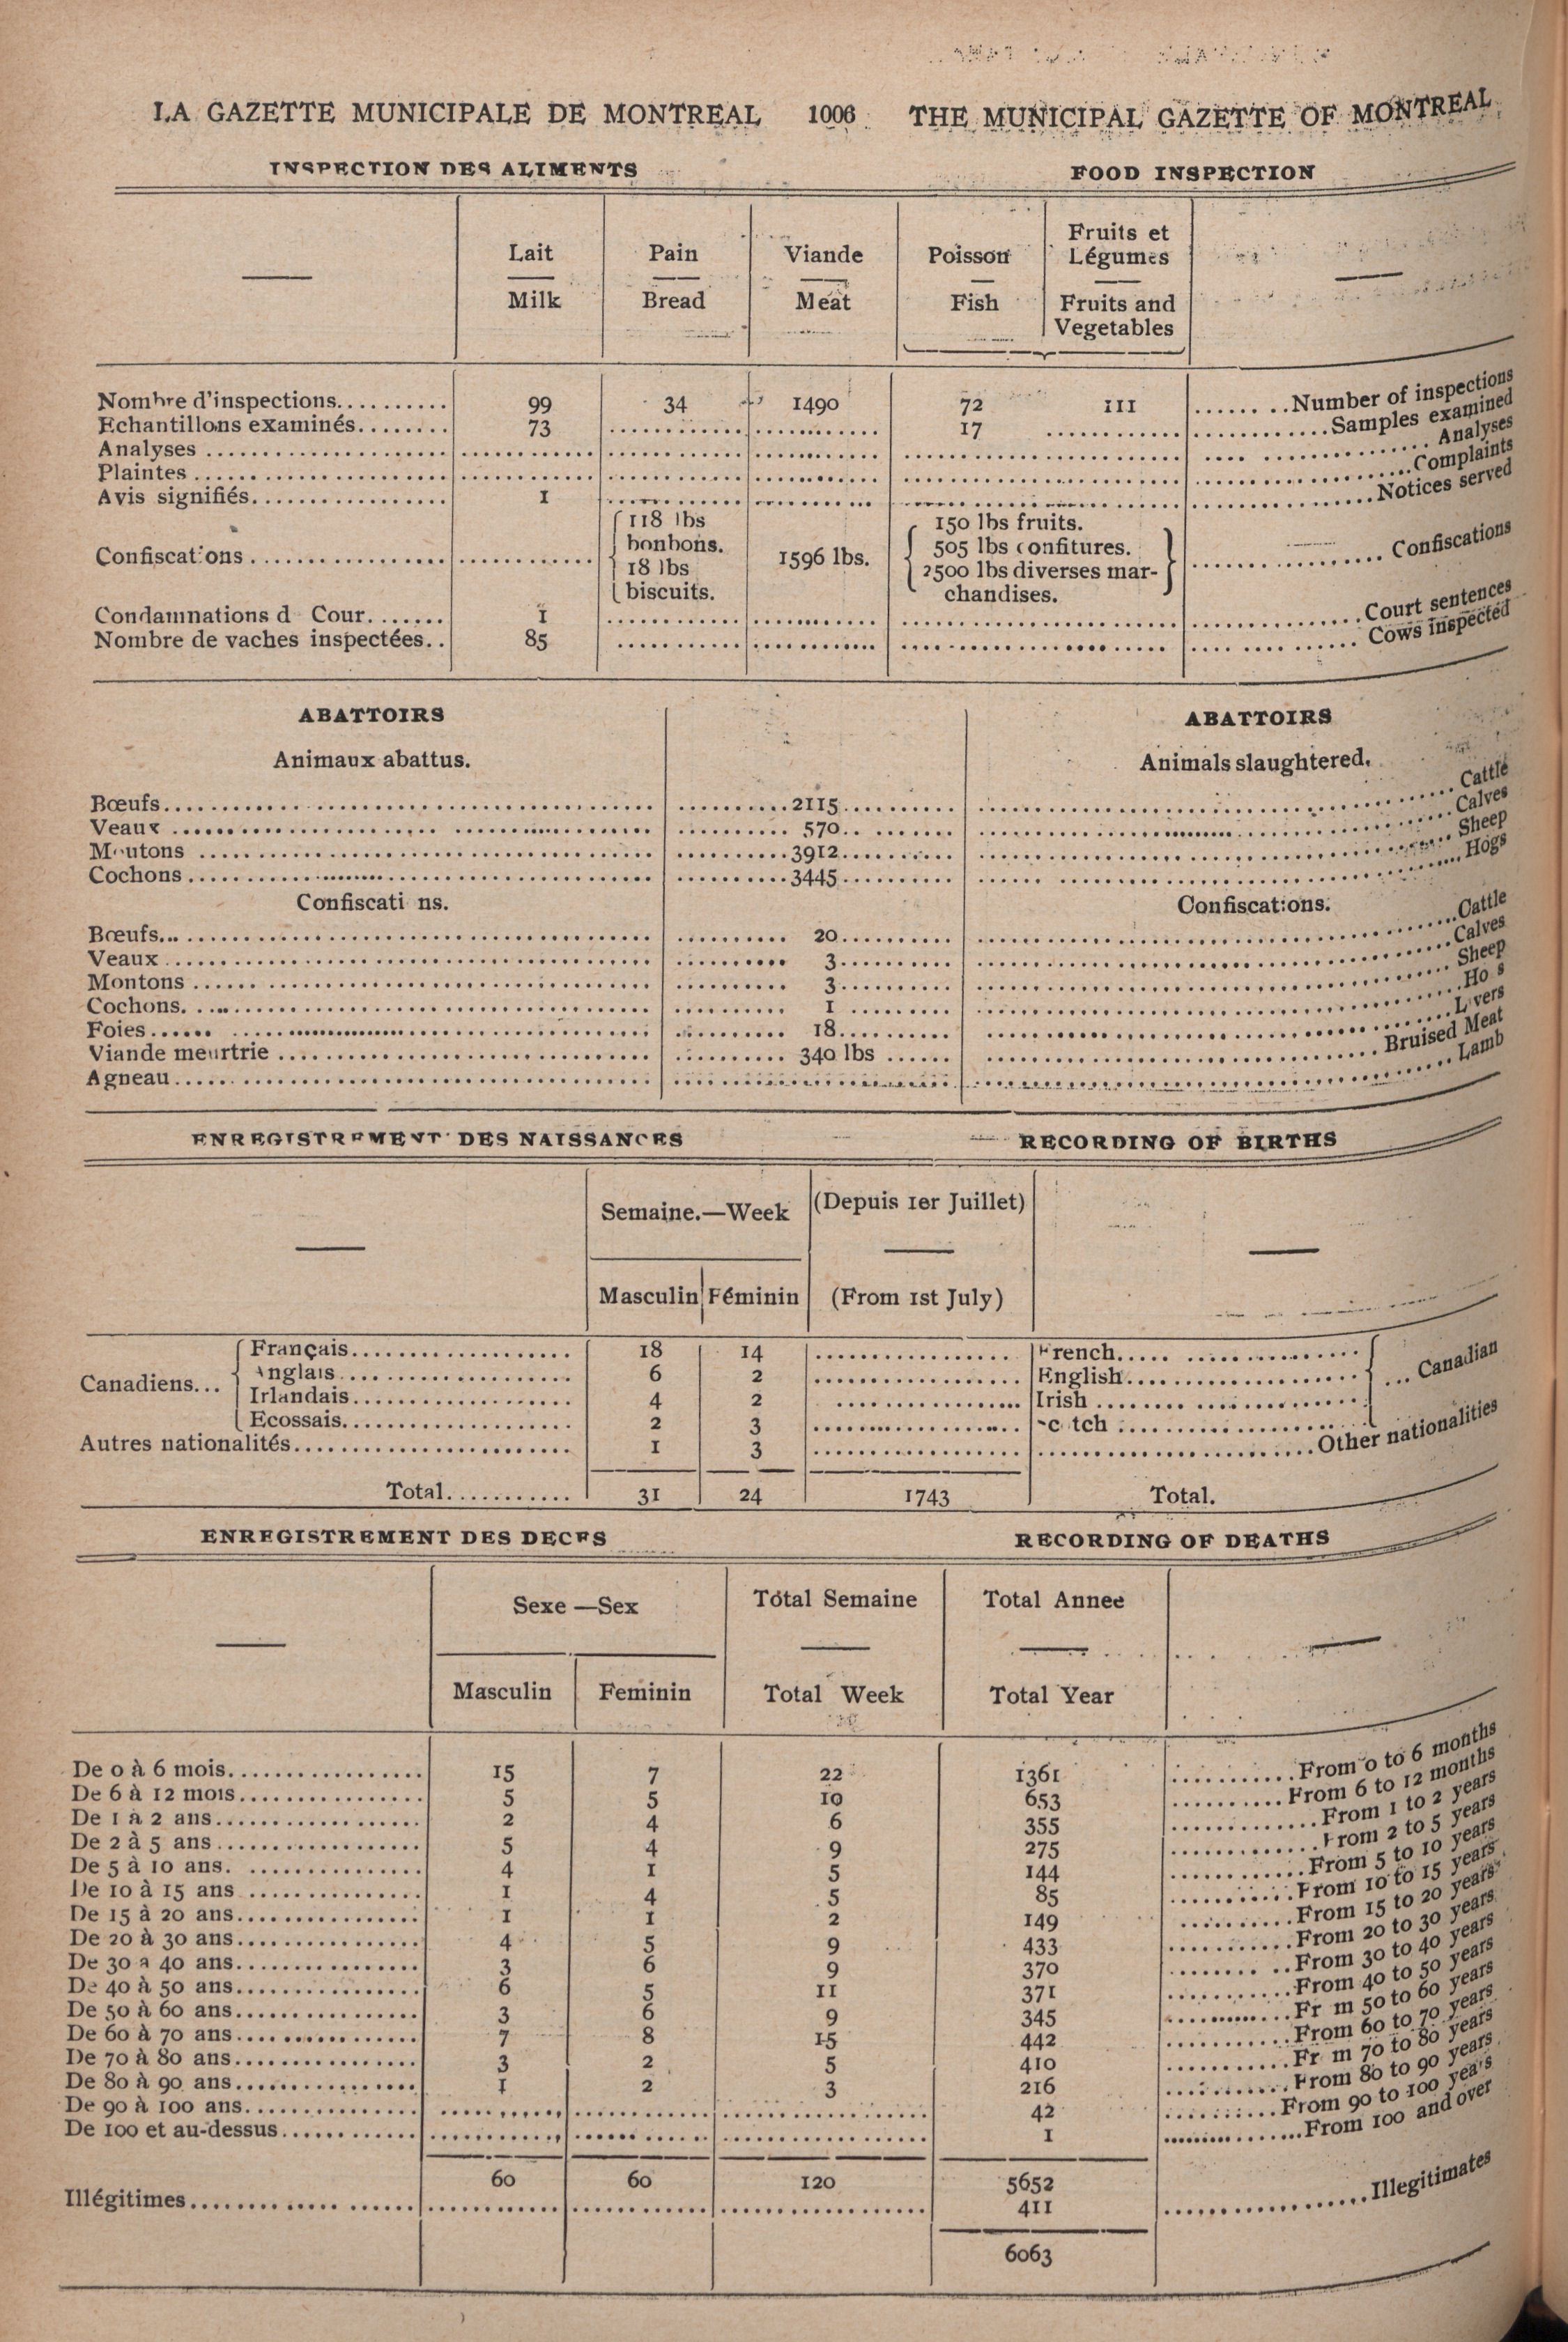 LA GAZETTE MUNICIPALE DE MONTREAL 1006 THE MUNICIPAL GAZETTE OF MONTREAL
INSPECTION DES ALIMENTS FOOD INSPECTION
Lait Pain Viande Poisson Fruits et Légumes
Milk Bread Meat Fish Fruits and Vegetables
Nombre d'inspections.......... 99 34 1490 72 111 ........Number of inspections
Echantillons examinés........ 73 17 ............Samples examined
Analyses .................... Analyses
Plaintes .................... Complaints
Avis signifiés................. 1 Notices served
118 lbs 150 lbs fruits.
bonbons. 505 lbs confitures.
Confiscat ons ................ 1596 lbs. Confiscations
18 lbs 2500 lbs diverses mar-
biscuits. chandises.
Condamnations d Cour....... 1 Court sentences
Nombre de vaches inspectées.. 85 Cows inspected
ABATTOIRS ABATTOIRS
Animaux abattus. Animals slaughtered.
Bœufs.......... 2115.......... Cattle
Veaux .......... 570.......... Calves
M utons .......... 3912.......... Sheep
Cochons.......... 3445.......... Hogs
Confiscati ns. Confiscations.
Bœufs.......... 20.......... Cattle
Veaux.......... 3.......... Calves
Montons.......... 3.......... Sheep
Cochons.......... 1.......... Ho s
Foies.......... 18.......... L vers
Viande meurtrie .......... 340 lbs ...... Bruised Meat
Agneau.......... Lamb
ENREGISTREMENT DES NAISSANCES RECORDING OF BIRTHS
Semaine.—Week (Depuis 1er Juillet)
Masculin Féminin (From 1st July)
Français.......... 18 14 French..........
Anglais.......... 6 2 English..........
Canadiens... ... Canadian
Irlandais.......... 4 2 Irish ..........
Ecossais.......... 2 3 c tch ..........
Autres nationalités.......... 1 3 Other nationalities
Total........... 31 24 1743 Total.
ENREGISTREMENT DES DECES RECORDING OF DEATHS
Sexe —Sex Total Semaine Total Annee
Masculin Feminin Total Week Total Year
De 0 à 6 mois.......... 15 7 22 1361 ..........From 0 to 6 months
De 6 à 12 mois.......... 5 5 10 653 ..........From 6 to 12 months
De 1 à 2 ans.......... 2 4 6 355 ..........From 1 to 2 years
De 2 à 5 ans.......... 5 4 9 275 ..........From 2 to 5 years
De 5 à 10 ans. .......... 4 1 5 144 ..........From 5 to 10 years
De 10 à 15 ans .......... 1 4 5 85 ..........From 10 to 15 years
De 15 à 20 ans.......... 1 1 2 149 ..........From 15 to 20 years
De 20 à 30 ans.......... 4 5 9 433 ..........From 20 to 30 years
De 30 a 40 ans.......... 3 6 9 370 ..........From 30 to 40 years
De 40 à 50 ans.......... 6 5 11 371 ..........From 40 to 50 years
De 50 à 60 ans.......... 3 6 9 345 ..........Fr m 50 to 60 years
De 60 à 70 ans.......... 7 8 15 442 ..........From 60 to 70 years
De 70 à 80 ans.......... 3 2 5 410 ..........Fr m 70 to 80 years
De 80 à 90 ans.......... 1 2 3 216 ..........From 80 to 90 years
De 90 à 100 ans.......... 42 ..........From 90 to 100 years
De 100 et au-dessus.......... 1 ..........From 100 and over
60 60 120 5652
Illégitimes.......... 411 ..........Illegitimates
6063